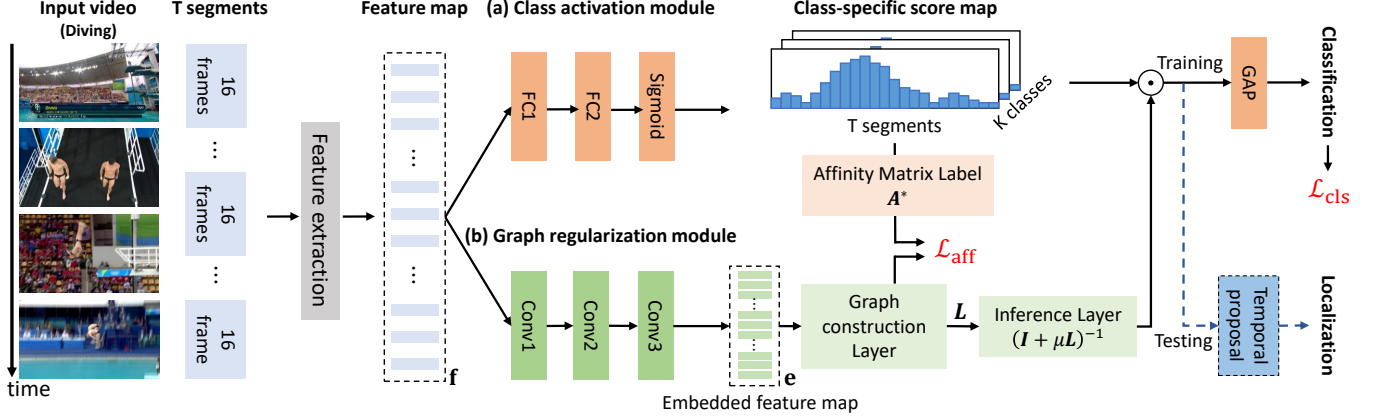 Input video
(Diving)
T segments
Feature map
(a) Class activation module
Class-specific score map
16
frames
...
16
frames
...
16
frame
time
Feature extraction
...
...
f
FC1
FC2
Sigmoid
T segments
K classes
Affinity Matrix Label
A*
ℒaff
(b) Graph regularization module
Conv1
Conv2
Conv3
...
...
e
Embedded feature map
Graph
construction
Layer
L
Inference Layer
(I + μL)⁻¹
Training
GAP
Classification
ℒcls
Testing
Temporal
proposal
Localization